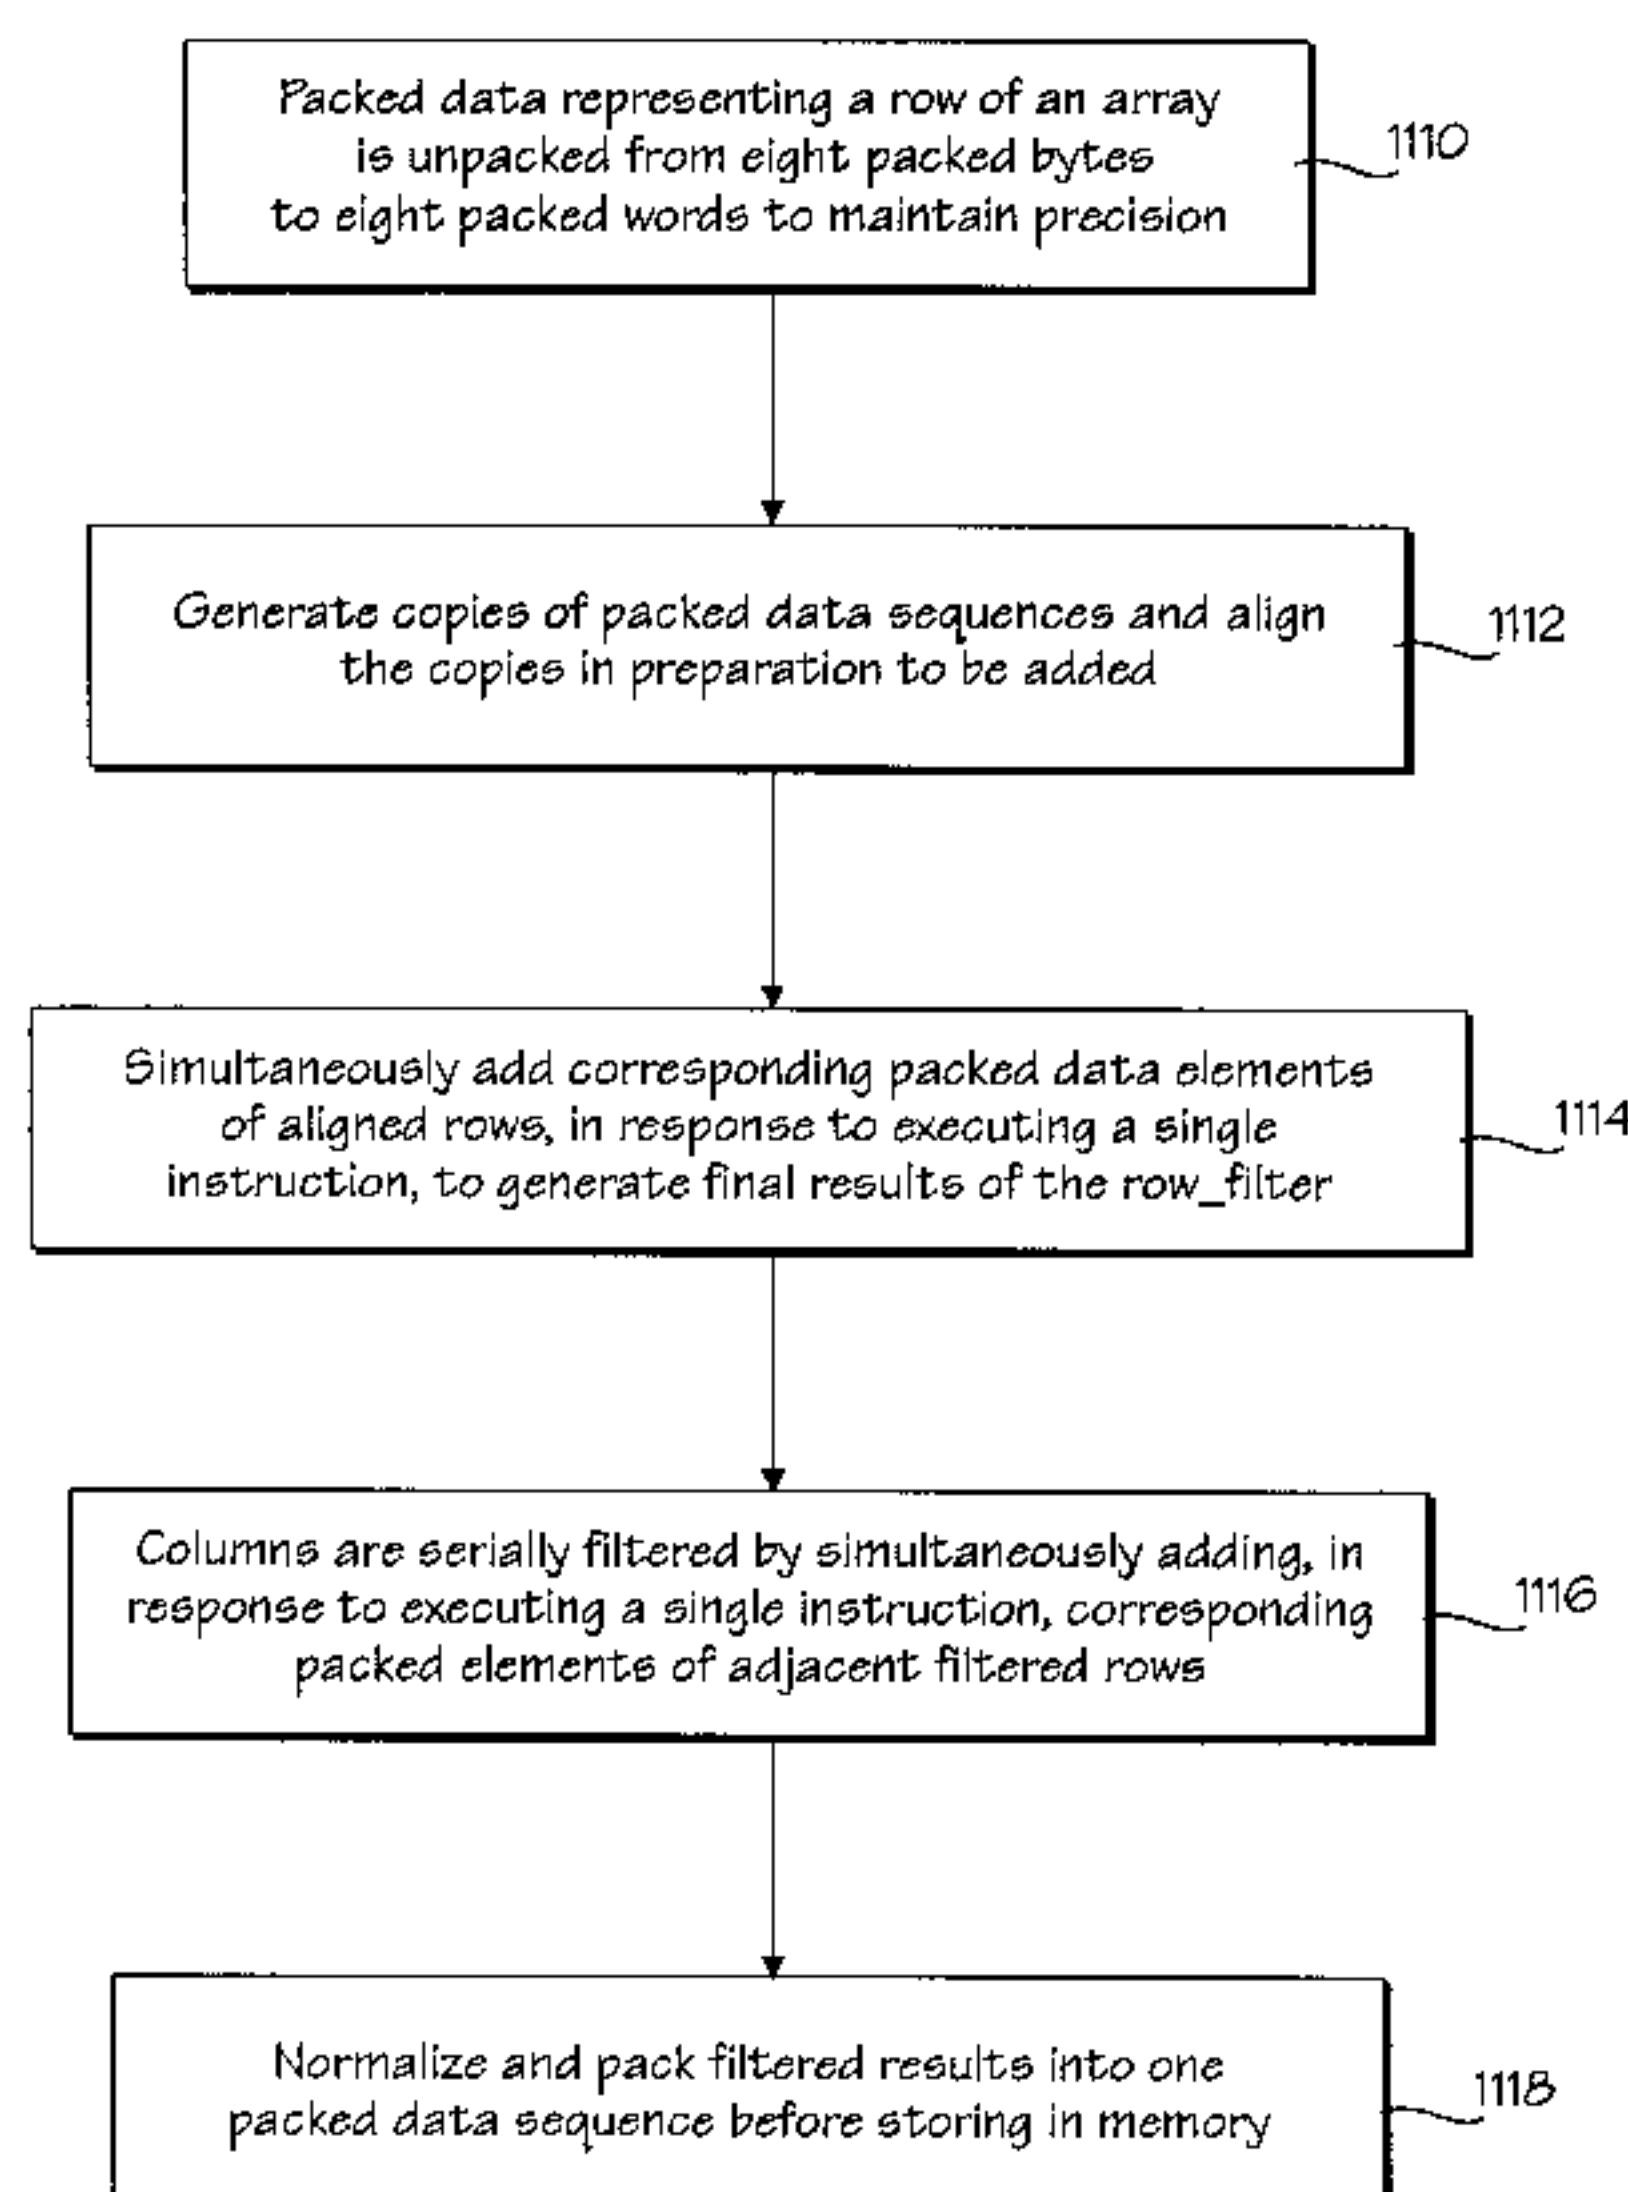 Packed data representing a row of an array
is unpacked from eight packed bytes
to eight packed words to maintain precision
1110
Generate copies of packed data sequences and align
the copies in preparation to be added
1112
Simultaneously add corresponding packed data elements
of aligned rows, in response to executing a single
instruction, to generate final results of the row_filter
1114
Columns are serially filtered by simultaneously adding, in
response to executing a single instruction, corresponding
packed elements of adjacent filtered rows
1116
Normalize and pack filtered results into one
packed data sequence before storing in memory
1118